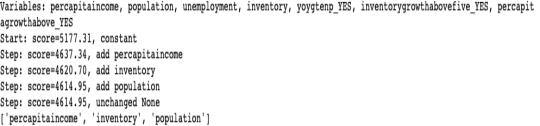 Variables: percapitaincome, population, unemployment, inventory, yoygtenp_YES, inventorygrowthabovefive_YES, percapit
agrowthabove_YES
Start: score=5177.31, constant
Step: score=4637.34, add percapitaincome
Step: score=4620.70, add inventory
Step: score=4614.95, add population
Step: score=4614.95, unchanged None
['percapitaincome', 'inventory', 'population']